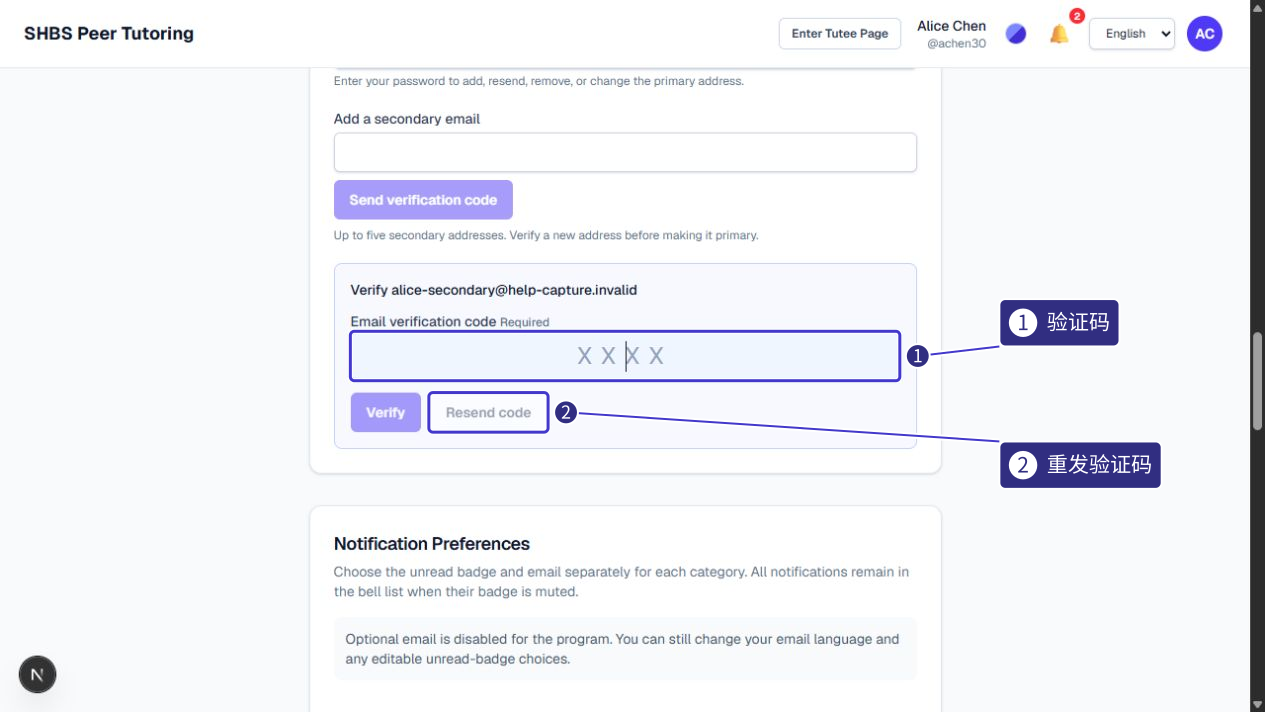 SHBS Peer Tutoring
Enter Tutee Page
Alice Chen
@achen30
2
English
AC
Enter your password to add, resend, remove, or change the primary address.
Add a secondary email
Send verification code
Up to five secondary addresses. Verify a new address before making it primary.
Verify alice-secondary@help-capture.invalid
Email verification code Required
X X X X
1
1 验证码
Verify
Resend code
2
2 重发验证码
Notification Preferences
Choose the unread badge and email separately for each category. All notifications remain in
the bell list when their badge is muted.
Optional email is disabled for the program. You can still change your email language and
any editable unread-badge choices.
N